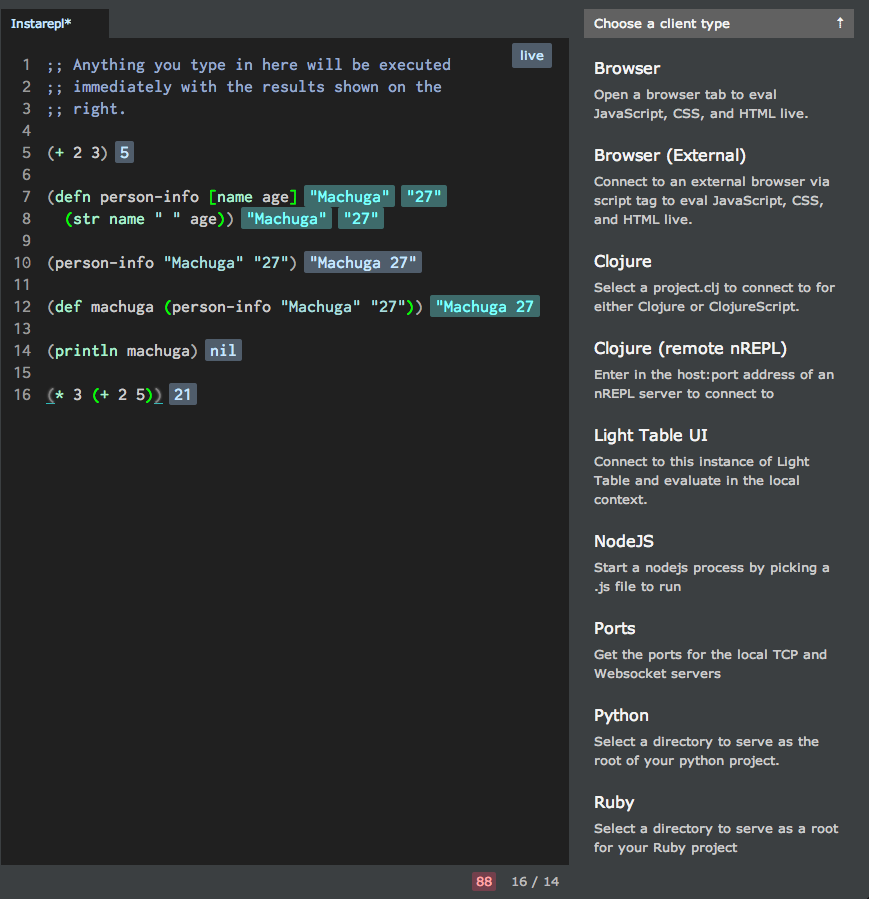 Instarepl*
live
1 ;; Anything you type in here will be executed
2 ;; immediately with the results shown on the
3 ;; right.
4
5 (+ 2 3) 5
6
7 (defn person-info [name age] "Machuga" "27"
8 (str name " " age)) "Machuga" "27"
9
10 (person-info "Machuga" "27") "Machuga 27"
11
12 (def machuga (person-info "Machuga" "27")) "Machuga 27
13
14 (println machuga) nil
15
16 (* 3 (+ 2 5)) 21
88 16 / 14
Choose a client type ↑
Browser
Open a browser tab to eval
JavaScript, CSS, and HTML live.
Browser (External)
Connect to an external browser via
script tag to eval JavaScript, CSS,
and HTML live.
Clojure
Select a project.clj to connect to for
either Clojure or ClojureScript.
Clojure (remote nREPL)
Enter in the host:port address of an
nREPL server to connect to
Light Table UI
Connect to this instance of Light
Table and evaluate in the local
context.
NodeJS
Start a nodejs process by picking a
.js file to run
Ports
Get the ports for the local TCP and
Websocket servers
Python
Select a directory to serve as the
root of your python project.
Ruby
Select a directory to serve as a root
for your Ruby project